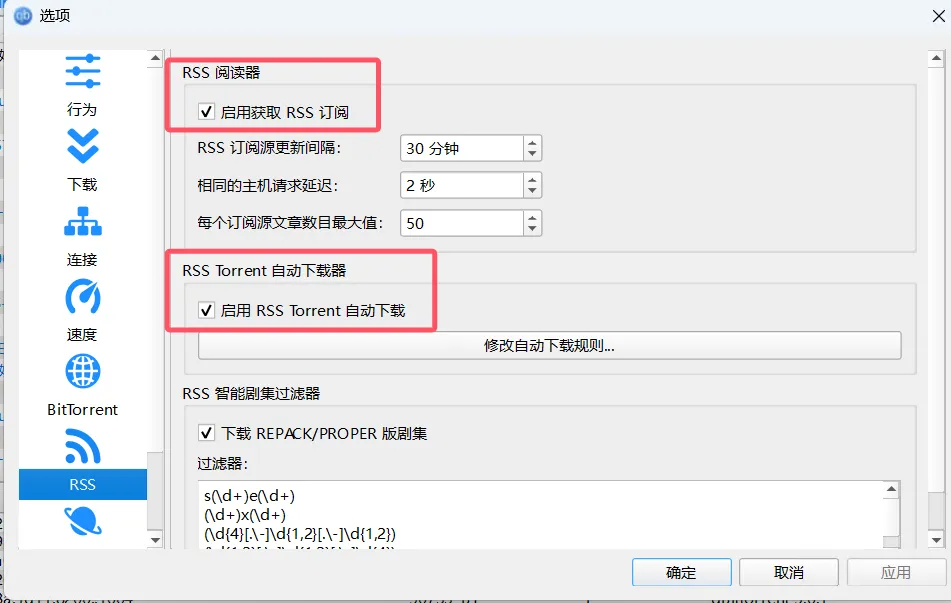 选项
行为
下载
连接
速度
BitTorrent
RSS
RSS 阅读器
启用获取 RSS 订阅
RSS 订阅源更新间隔:
30 分钟
相同的主机请求延迟:
2 秒
每个订阅源文章数目最大值:
50
RSS Torrent 自动下载器
启用 RSS Torrent 自动下载
修改自动下载规则...
RSS 智能剧集过滤器
下载 REPACK/PROPER 版剧集
过滤器:
s(\d+)e(\d+)
(\d+)x(\d+)
(\d{4}[.\-]\d{1,2}[.\-]\d{1,2})
确定
取消
应用